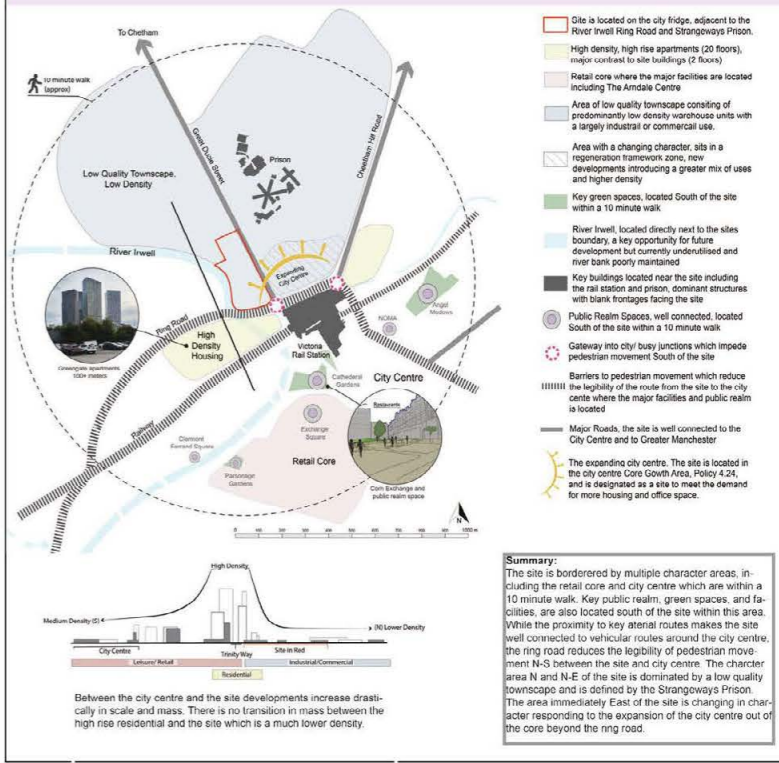 To Chetham
10 minute walk
(approx)
Great Ducie Street
Cheetham Hill Road
Prison
Low Quality Townscape,
Low Density
River Irwell
Expanding
City Centre
Ring Road
High
Density
Housing
Greengate apartments
100+ meters
Victoria
Rail Station
NOMA
Angel
Meadows
Cathedral
Gardens
City Centre
Railway
Restaurants
Exchange
Square
Retail Core
Parsonage
Gardens
Corn Exchange and
public realm space
N
0 100 200 300 400 500 600 700 800 900 1000 m
Site is located on the city fridge, adjacent to the
River Irwell Ring Road and Strangeways Prison.
High density, high rise apartments (20 floors),
major contrast to site buildings (2 floors)
Retail core where the major facilities are located
including The Arndale Centre
Area of low quality townscape consiting of
predominantly low density warehouse units with
a largely industrail or commercail use.
Area with a changing character, sits in a
regeneration framework zone, new
developments introducing a greater mix of uses
and higher density
Key green spaces, located South of the site
within a 10 minute walk
River Irwell, located directly next to the sites
boundary, a key opportunity for future
development but currently underutilised and
river bank poorly maintained
Key buildings located near the site including
the rail station and prison, dominant structures
with blank frontages facing the site
Public Realm Spaces, well connected, located
South of the site within a 10 minute walk
Gateway into city/ busy junctions which impede
pedestrian movement South of the site
Barriers to pedestrian movement which reduce
the legibility of the route from the site to the city
cente where the major facilities and public realm
is located
Major Roads, the site is well connected to the
City Centre and to Greater Manchester
The expanding city centre. The site is located in
the city centre Core Gowth Area, Policy 4.24,
and is designated as a site to meet the demand
for more housing and office space.
High Density
Medium Density (S)
(N) Lower Density
City Centre
Trinity Way
Site in Red
Leisure/ Retail
Industrial/Commercial
Residential
Between the city centre and the site developments increase drasti-
cally in scale and mass. There is no transition in mass between the
high rise residential and the site which is a much lower density.
Summary:
The site is borderered by multiple character areas, in-
cluding the retail core and city centre which are within a
10 minute walk. Key public realm, green spaces, and fa-
cilities, are also located south of the site within this area.
While the proximity to key aterial routes makes the site
well connected to vehicular routes around the city centre,
the ring road reduces the legibility of pedestrian move-
ment N-S between the site and city centre. The charcter
area N and N-E of the site is dominated by a low quality
townscape and is defined by the Strangeways Prison.
The area immediately East of the site is changing in char-
acter responding to the expansion of the city centre out of
the core beyond the ring road.